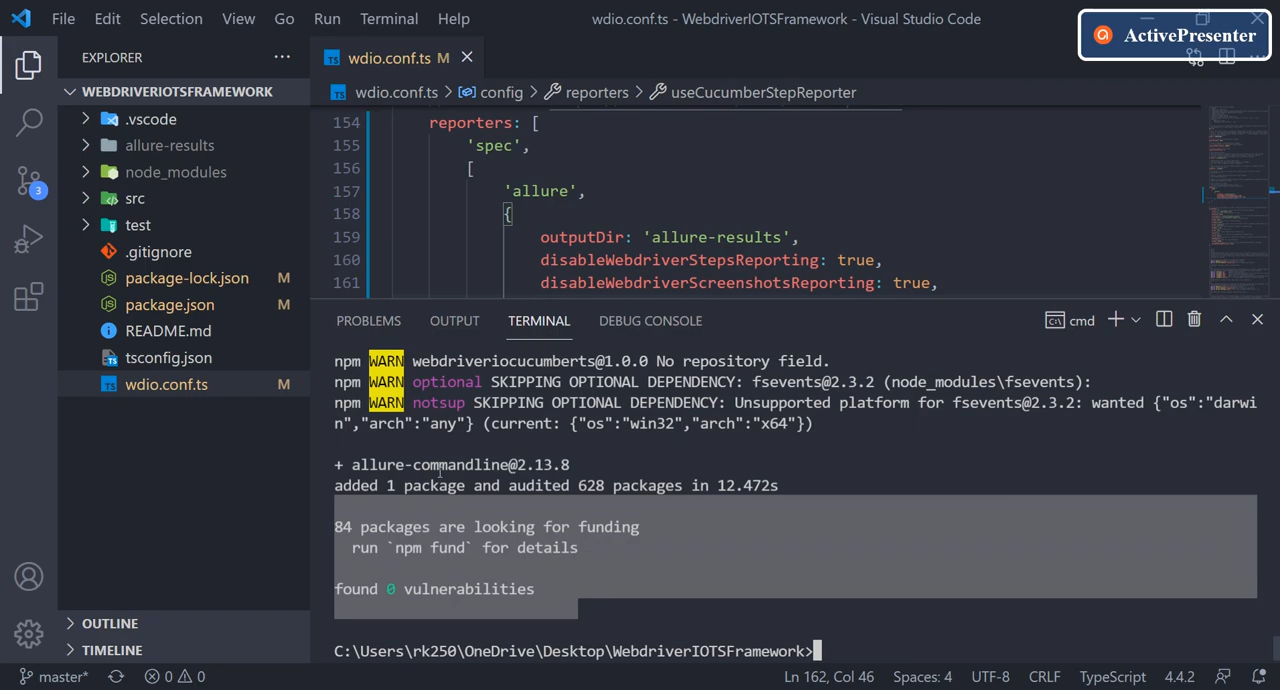 File Edit Selection View Go Run Terminal Help
wdio.conf.ts - WebdriverIOTSFramework - Visual Studio Code
ActivePresenter
EXPLORER
WEBDRIVERIOTSFRAMEWORK
.vscode
allure-results
node_modules
src
test
.gitignore
package-lock.json M
package.json M
README.md
tsconfig.json
TS wdio.conf.ts M
OUTLINE
TIMELINE
3
TS wdio.conf.ts M
TS wdio.conf.ts > config > reporters > useCucumberStepReporter
154 reporters: [
155 'spec',
156 [
157 'allure',
158 {
159 outputDir: 'allure-results',
160 disableWebdriverStepsReporting: true,
161 disableWebdriverScreenshotsReporting: true,
PROBLEMS OUTPUT TERMINAL DEBUG CONSOLE
cmd
npm WARN webdriveriocucumberts@1.0.0 No repository field.
npm WARN optional SKIPPING OPTIONAL DEPENDENCY: fsevents@2.3.2 (node_modules\fsevents):
npm WARN notsup SKIPPING OPTIONAL DEPENDENCY: Unsupported platform for fsevents@2.3.2: wanted {"os":"darwi
n","arch":"any"} (current: {"os":"win32","arch":"x64"})
+ allure-commandline@2.13.8
added 1 package and audited 628 packages in 12.472s
84 packages are looking for funding
run `npm fund` for details
found 0 vulnerabilities
C:\Users\rk250\OneDrive\Desktop\WebdriverIOTSFramework>
master* 0 0
Ln 162, Col 46 Spaces: 4 UTF-8 CRLF TypeScript 4.4.2